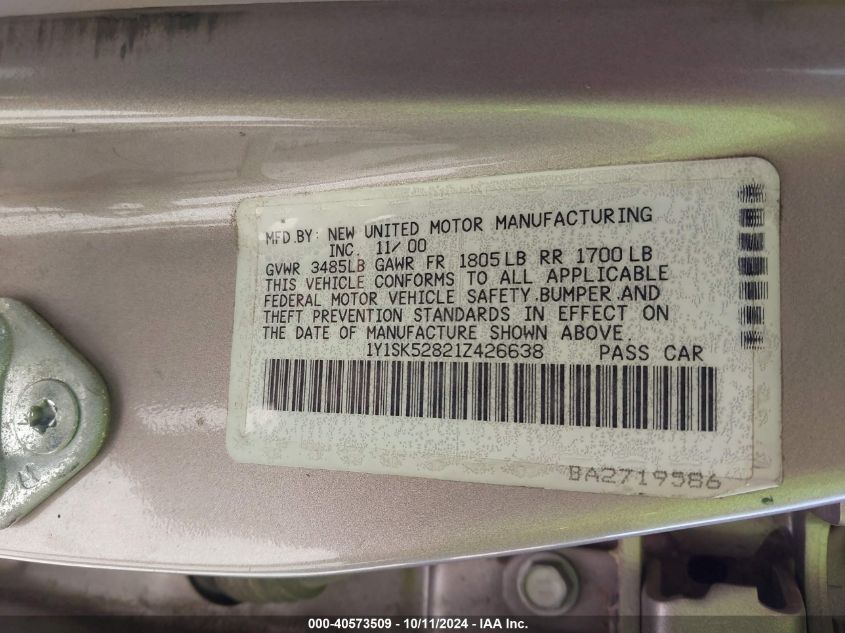 MFD.BY: NEW UNITED MOTOR MANUFACTURING
INC. 11/00
GVWR 3485LB GAWR FR 1805LB RR 1700LB
THIS VEHICLE CONFORMS TO ALL APPLICABLE
FEDERAL MOTOR VEHICLE SAFETY.BUMPER.AND
THEFT PREVENTION STANDARDS IN EFFECT ON
THE DATE OF MANUFACTURE SHOWN ABOVE.
1Y1SK52821Z426638 PASS CAR
BA2719586
000-40573509 - 10/11/2024 - IAA Inc.